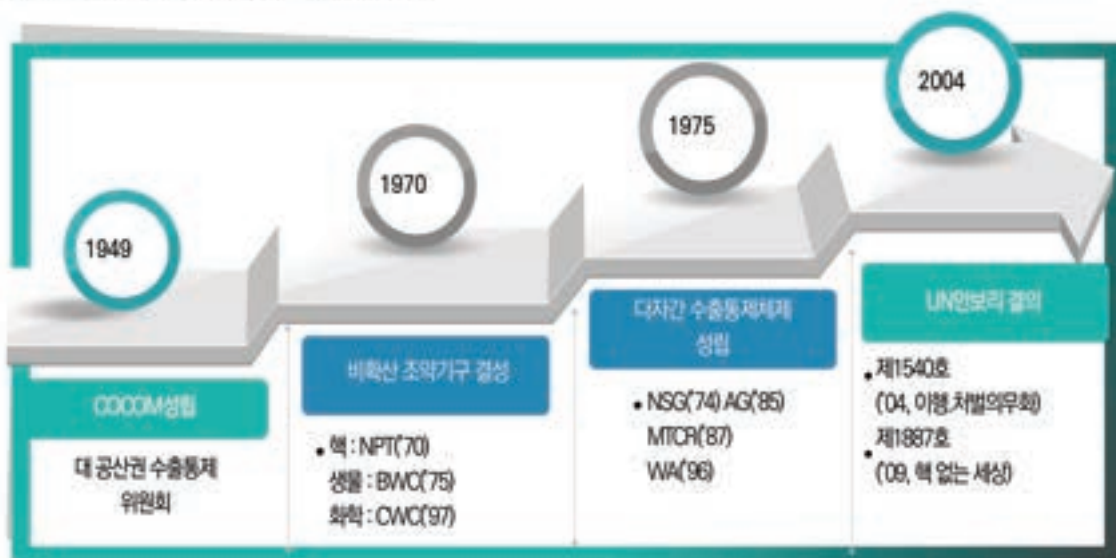 1949
COCOM성립
대 공산권 수출통제
위원회
1970
비확산 조약기구 결성
• 핵 : NPT('70)
생물 : BWC('75)
화학 : CWC('97)
1975
다자간 수출통제체제
성립
• NSG('74) AG('85)
MTCR('87)
WA('96)
2004
UN안보리 결의
• 제1540호
('04, 이행.처벌의무화)
• 제1887호
('09, 핵 없는 세상)